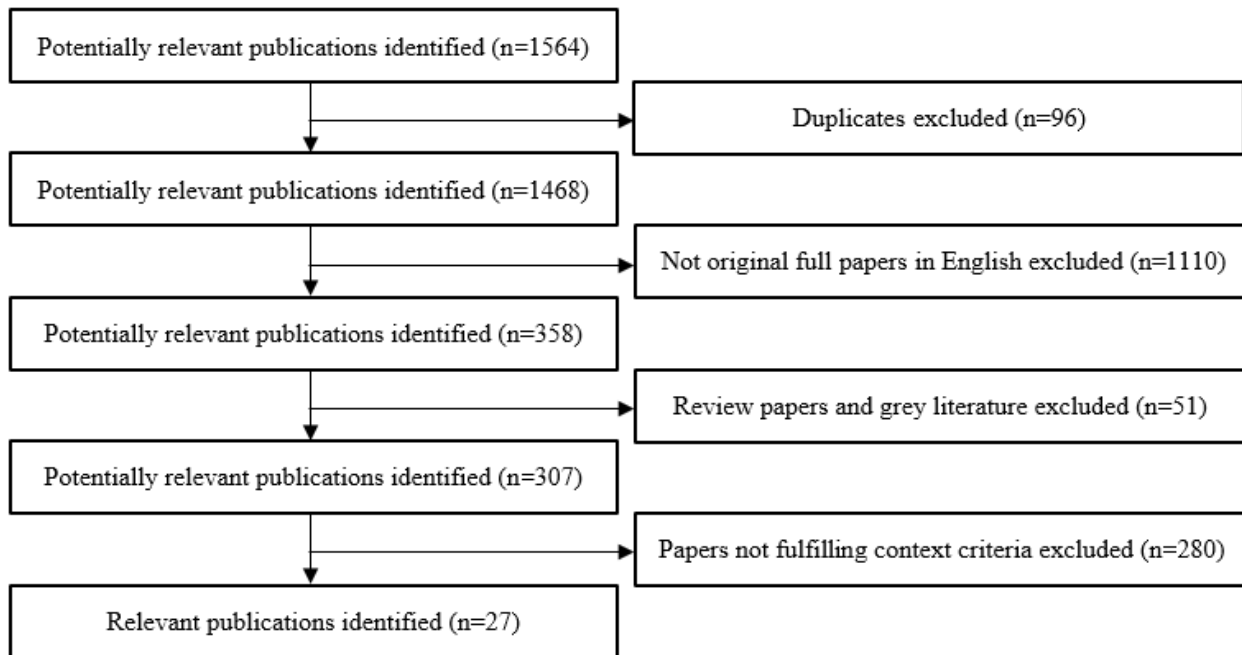 Potentially relevant publications identified (n=1564)
Duplicates excluded (n=96)
Potentially relevant publications identified (n=1468)
Not original full papers in English excluded (n=1110)
Potentially relevant publications identified (n=358)
Review papers and grey literature excluded (n=51)
Potentially relevant publications identified (n=307)
Papers not fulfilling context criteria excluded (n=280)
Relevant publications identified (n=27)